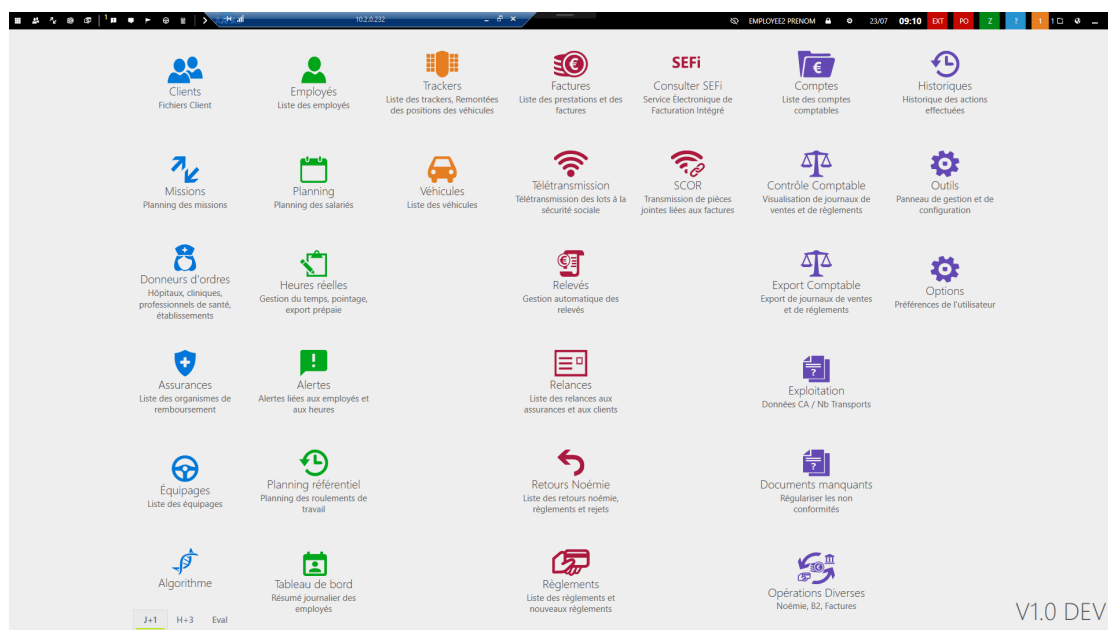 10.2.0.232
EMPLOYEE2 PRENOM 23/07 09:10 EXT PO Z ? 1 1
Clients
Fichiers Client
Employés
Liste des employés
Trackers
Liste des trackers, Remontées
des positions des véhicules
Factures
Liste des prestations et des
factures
SEFi
Consulter SEFi
Service Électronique de
Facturation Intégré
Comptes
Liste des comptes
comptables
Historiques
Historique des actions
effectuées
Missions
Planning des missions
Planning
Planning des salariés
Véhicules
Liste des véhicules
Télétransmission
Télétransmission des lots à la
sécurité sociale
SCOR
Transmission de pièces
jointes liées aux factures
Contrôle Comptable
Visualisation de journaux de
ventes et de règlements
Outils
Panneau de gestion et de
configuration
Donneurs d'ordres
Hôpitaux, cliniques,
professionnels de santé,
établissements
Heures réelles
Gestion du temps, pointage,
export prépaie
Relevés
Gestion automatique des
relevés
Export Comptable
Export de journaux de ventes
et de réglements
Options
Préférences de l'utilisateur
Assurances
Liste des organismes de
remboursement
Alertes
Alertes liées aux employés et
aux heures
Relances
Liste des relances aux
assurances et aux clients
Exploitation
Données CA / Nb Transports
Équipages
Liste des équipages
Planning référentiel
Planning des roulements de
travail
Retours Noémie
Liste des retours noémie,
règlements et rejets
Documents manquants
Régulariser les non
conformités
Algorithme
J+1 H+3 Eval
Tableau de bord
Résumé journalier des
employés
Règlements
Liste des règlements et
nouveaux règlements
Opérations Diverses
Noémie, B2, Factures
V1.0 DEV